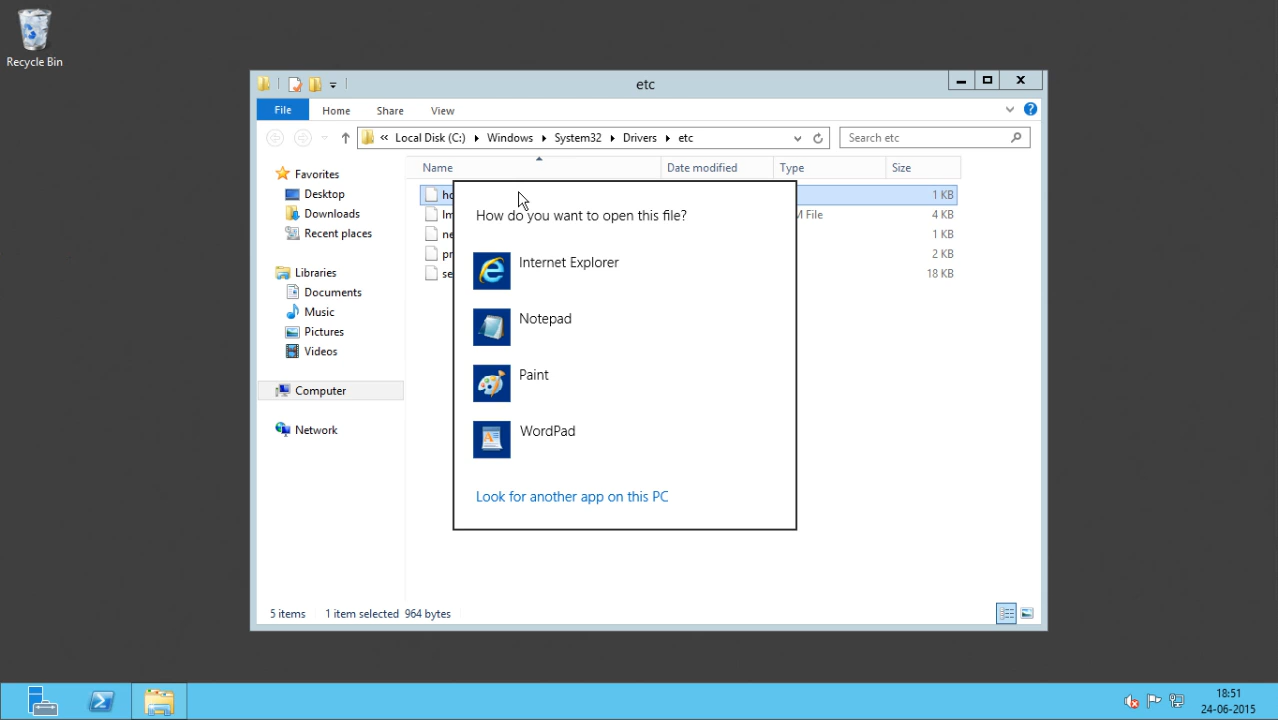 Recycle Bin
etc
File Home Share View
« Local Disk (C:) Windows System32 Drivers etc
Search etc
Name Date modified Type Size
Favorites
Desktop
Downloads
Recent places
Libraries
Documents
Music
Pictures
Videos
Computer
Network
1 KB
M File 4 KB
1 KB
2 KB
18 KB
How do you want to open this file?
Internet Explorer
Notepad
Paint
WordPad
Look for another app on this PC
5 items 1 item selected 964 bytes
18:51
24-06-2015